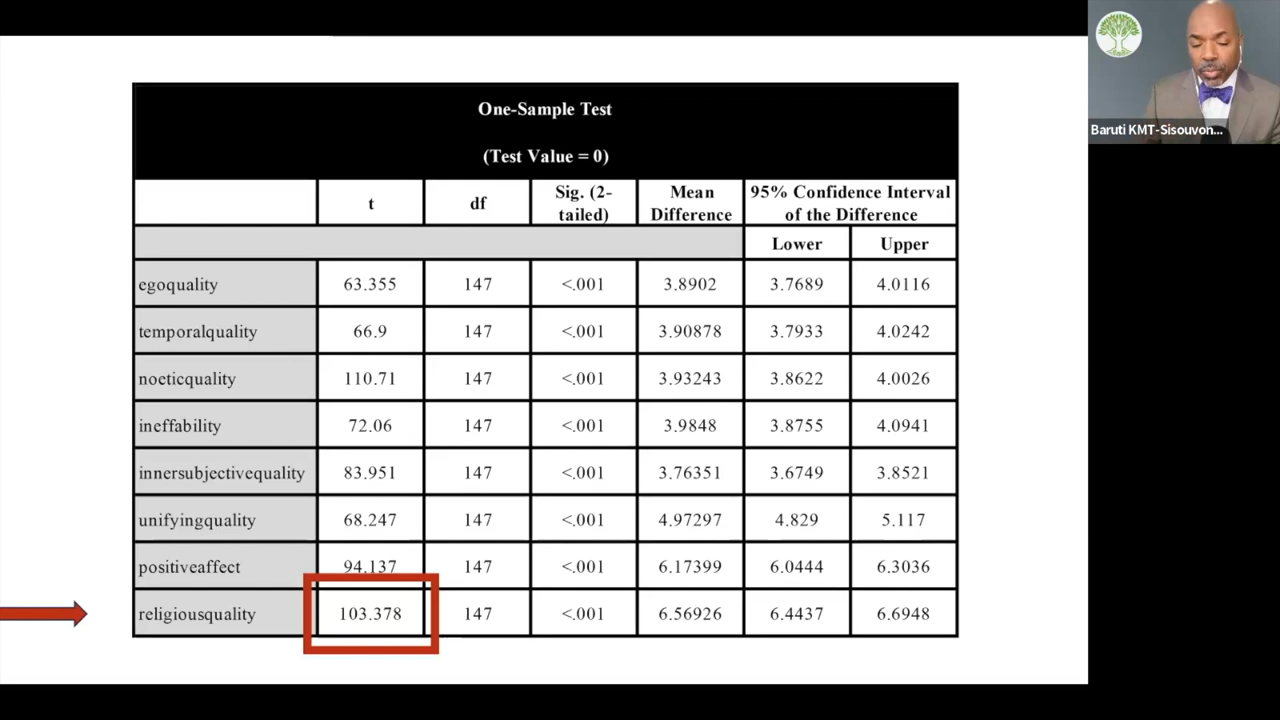 One-Sample Test
(Test Value = 0)
t df Sig. (2-tailed) Mean Difference 95% Confidence Interval of the Difference
Lower Upper
egoquality 63.355 147 <.001 3.8902 3.7689 4.0116
temporalquality 66.9 147 <.001 3.90878 3.7933 4.0242
noeticquality 110.71 147 <.001 3.93243 3.8622 4.0026
ineffability 72.06 147 <.001 3.9848 3.8755 4.0941
innersubjectivequality 83.951 147 <.001 3.76351 3.6749 3.8521
unifyingquality 68.247 147 <.001 4.97297 4.829 5.117
positiveaffect 94.137 147 <.001 6.17399 6.0444 6.3036
religiousquality 103.378 147 <.001 6.56926 6.4437 6.6948
Baruti KMT-Sisouvon...